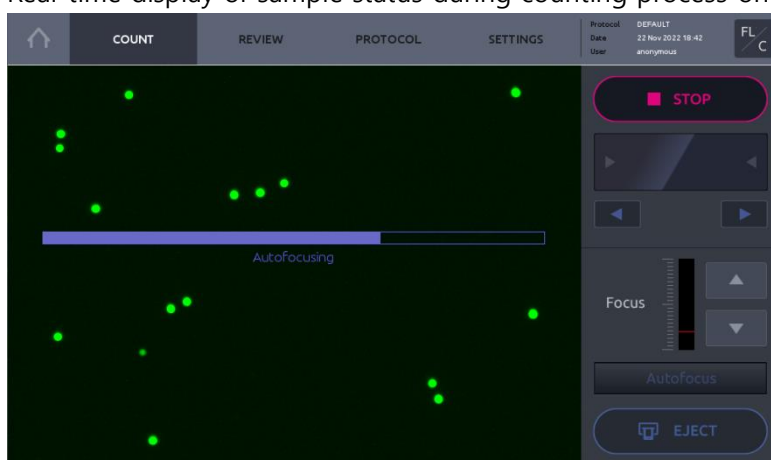 Real time display of sample status during counting process on
COUNT
REVIEW
PROTOCOL
SETTINGS
Protocol DEFAULT
Date 22 Nov 2022 18:42
User anonymous
FL/C
STOP
Autofocusing
Focus
Autofocus
EJECT